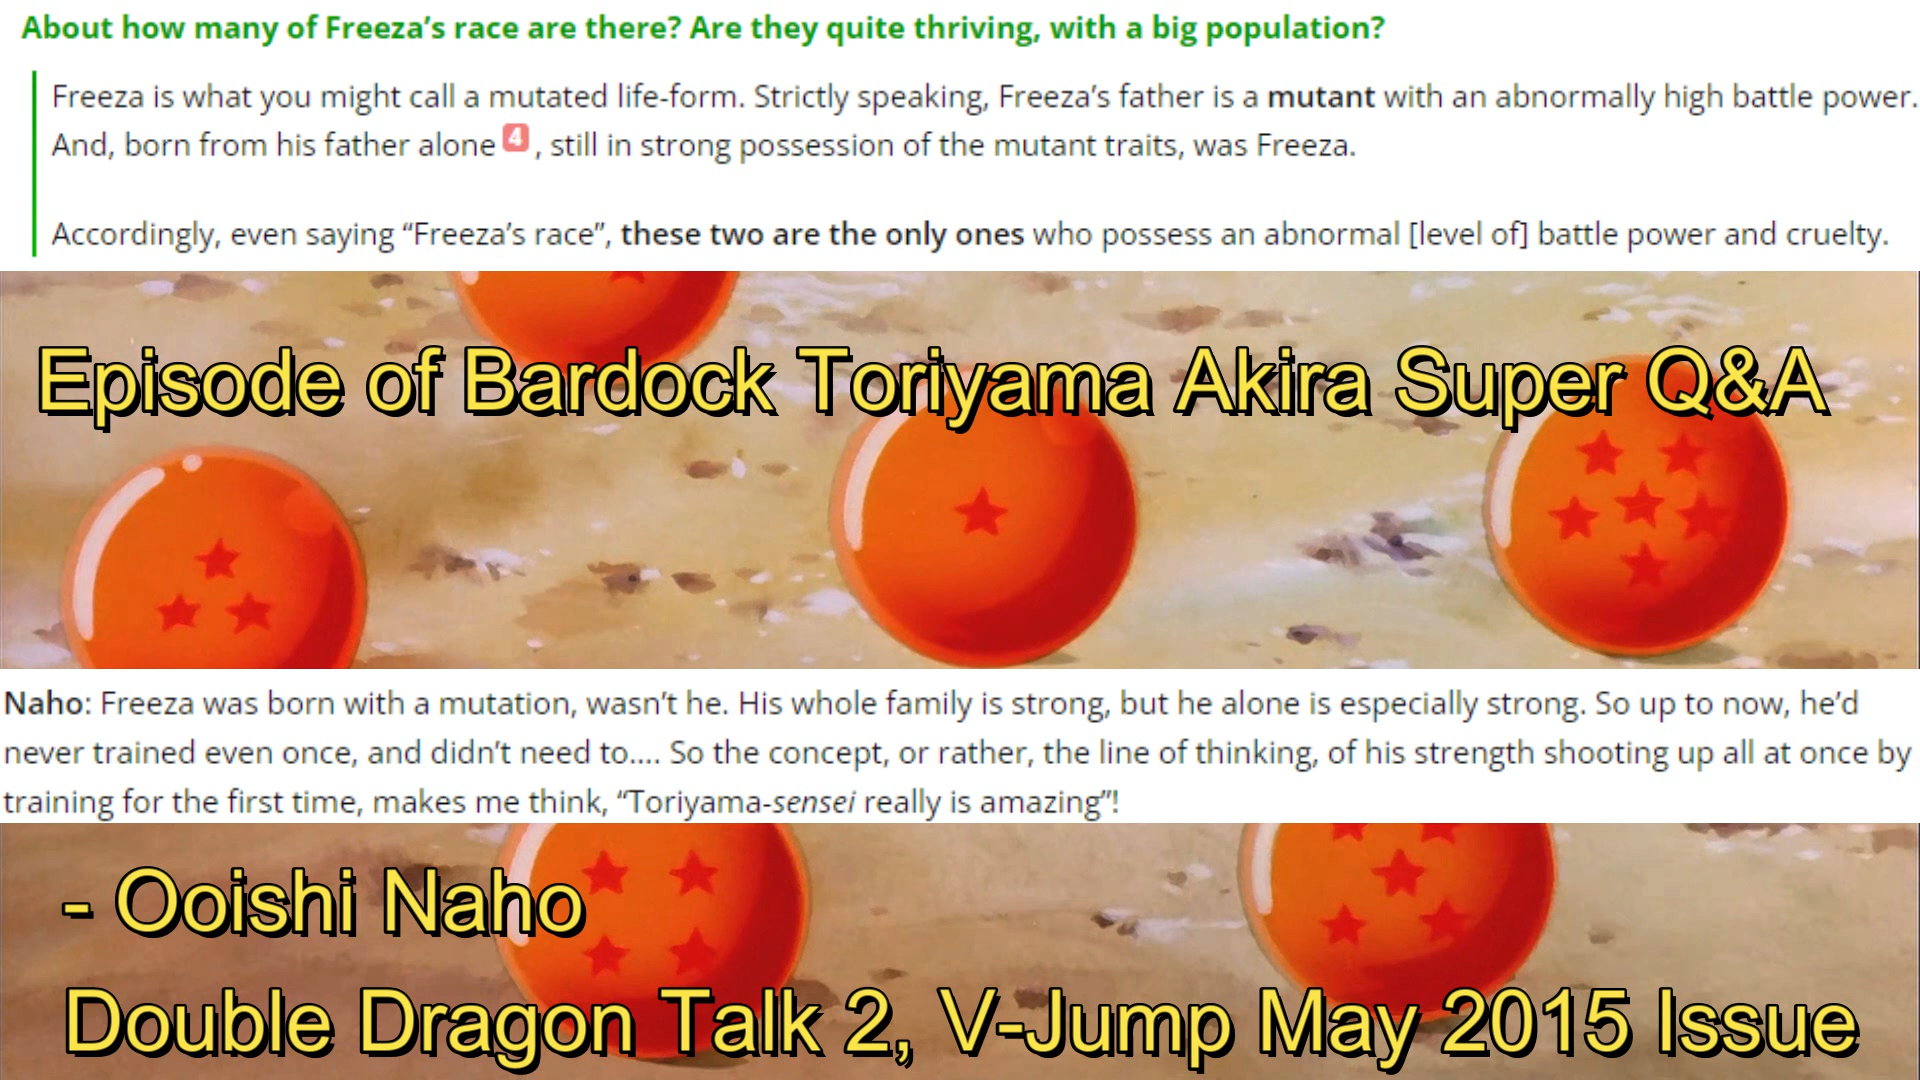 About how many of Freeza’s race are there? Are they quite thriving, with a big population?
Freeza is what you might call a mutated life-form. Strictly speaking, Freeza’s father is a mutant with an abnormally high battle power.
And, born from his father alone 4 , still in strong possession of the mutant traits, was Freeza.
Accordingly, even saying “Freeza’s race”, these two are the only ones who possess an abnormal [level of] battle power and cruelty.
Episode of Bardock Toriyama Akira Super Q&A
Naho: Freeza was born with a mutation, wasn’t he. His whole family is strong, but he alone is especially strong. So up to now, he’d
never trained even once, and didn’t need to.... So the concept, or rather, the line of thinking, of his strength shooting up all at once by
training for the first time, makes me think, “Toriyama-sensei really is amazing”!
- Ooishi Naho
Double Dragon Talk 2, V-Jump May 2015 Issue